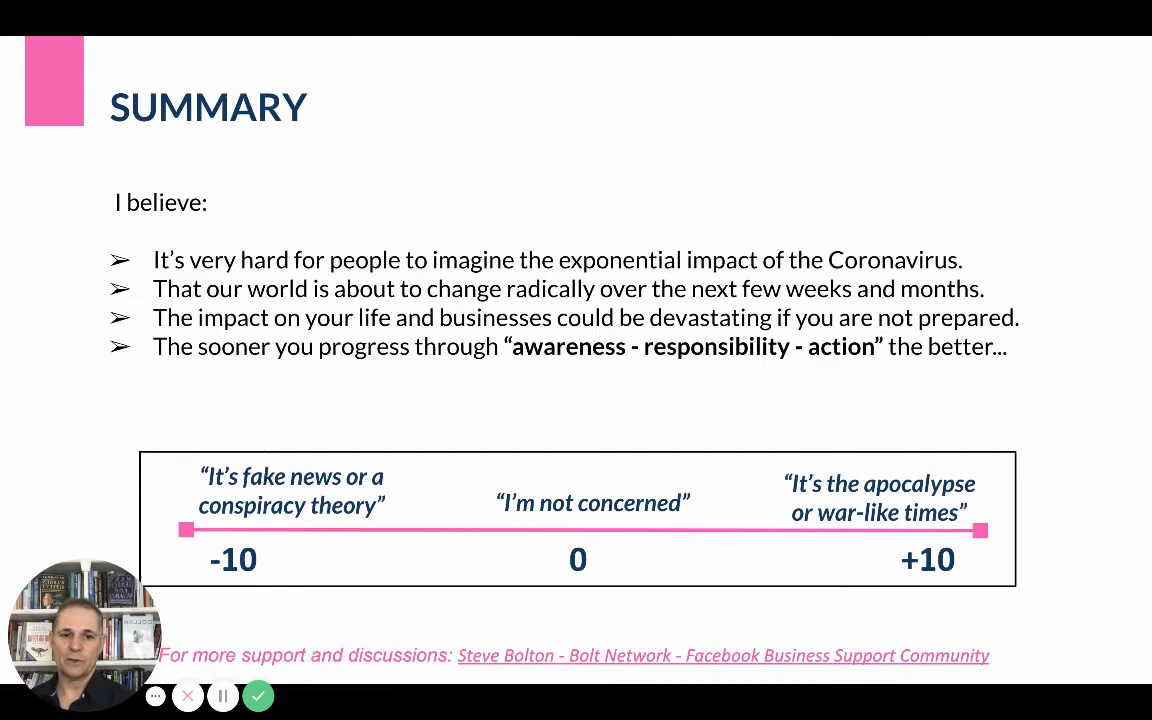 SUMMARY
I believe:
➢ It’s very hard for people to imagine the exponential impact of the Coronavirus.
➢ That our world is about to change radically over the next few weeks and months.
➢ The impact on your life and businesses could be devastating if you are not prepared.
➢ The sooner you progress through “awareness - responsibility - action” the better...
“It’s fake news or a
conspiracy theory”
“I’m not concerned”
“It’s the apocalypse
or war-like times”
-10 0 +10
For more support and discussions: Steve Bolton - Bolt Network - Facebook Business Support Community